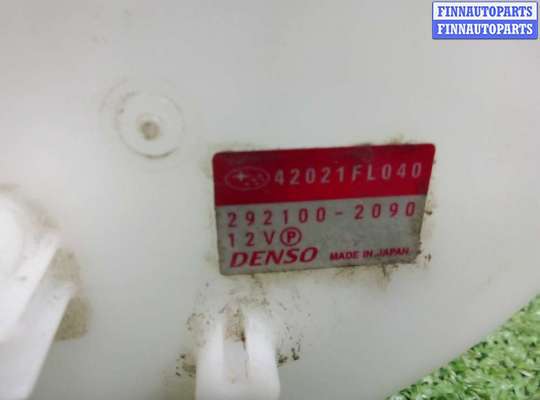 FINNAUTOPARTS
FINNAUTOPARTS
42021FL040
292100-2090
12V P
DENSO MADE IN JAPAN